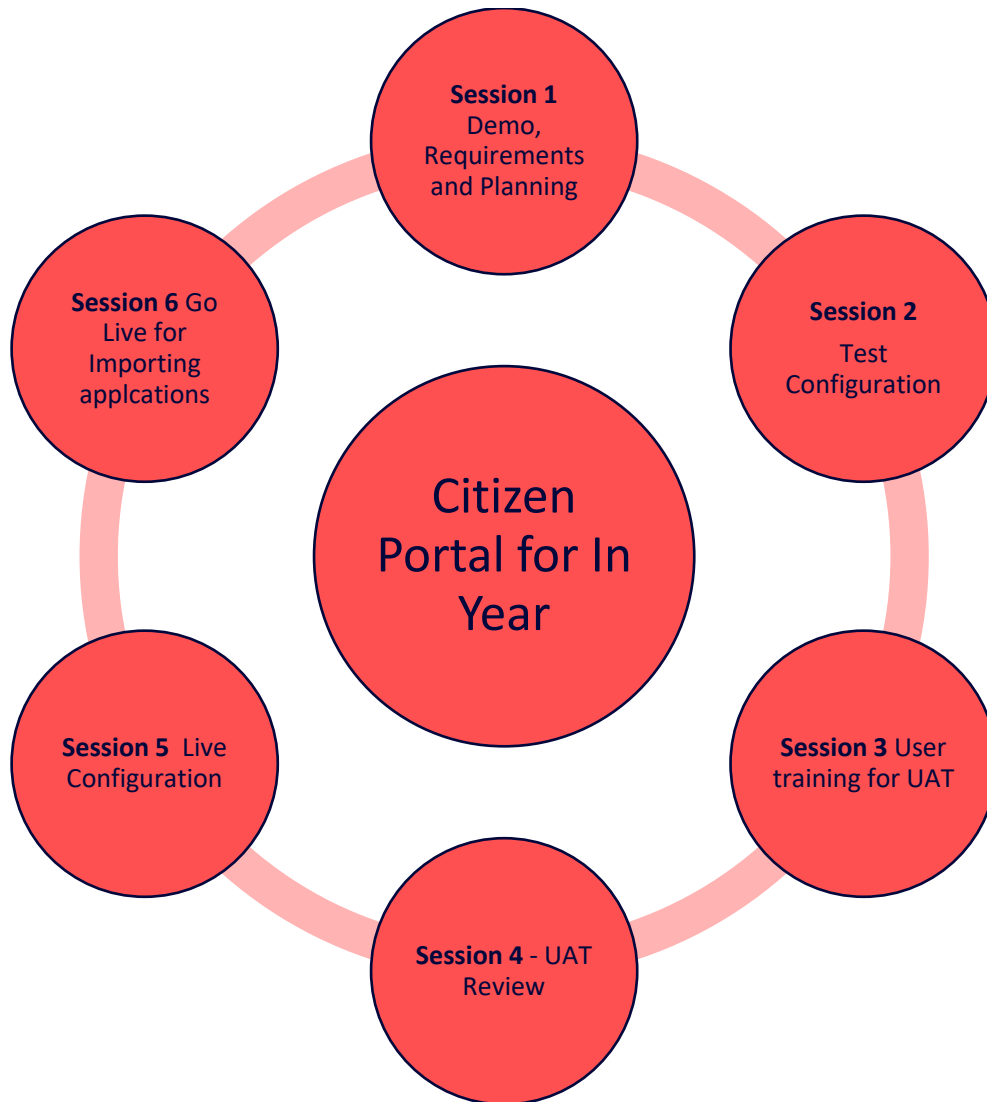 Session 1
Demo,
Requirements
and Planning
Session 2
Test
Configuration
Session 3 User
training for UAT
Session 4 - UAT
Review
Session 5  Live
Configuration
Session 6 Go
Live for
Importing
applcations
Citizen
Portal for In
Year